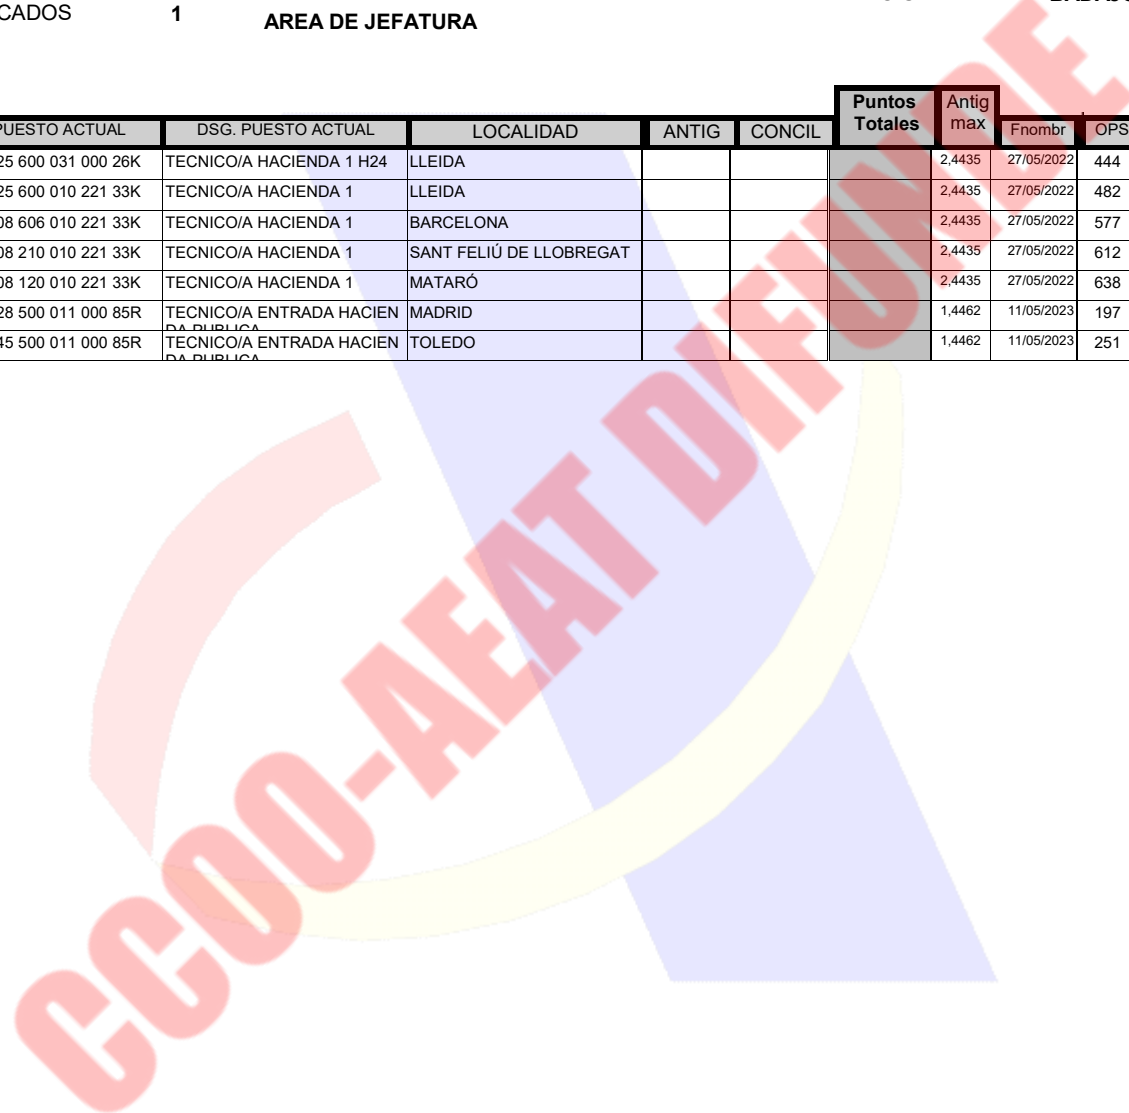 CADOS 1 AREA DE JEFATURA
PUESTO ACTUAL DSG. PUESTO ACTUAL LOCALIDAD ANTIG CONCIL Puntos Totales Antig max Fnombr OPS
25 600 031 000 26K TECNICO/A HACIENDA 1 H24 LLEIDA 2,4435 27/05/2022 444
25 600 010 221 33K TECNICO/A HACIENDA 1 LLEIDA 2,4435 27/05/2022 482
08 606 010 221 33K TECNICO/A HACIENDA 1 BARCELONA 2,4435 27/05/2022 577
08 210 010 221 33K TECNICO/A HACIENDA 1 SANT FELIÚ DE LLOBREGAT 2,4435 27/05/2022 612
08 120 010 221 33K TECNICO/A HACIENDA 1 MATARÓ 2,4435 27/05/2022 638
28 500 011 000 85R TECNICO/A ENTRADA HACIEN MADRID 1,4462 11/05/2023 197
DA PUBLICA
45 500 011 000 85R TECNICO/A ENTRADA HACIEN TOLEDO 1,4462 11/05/2023 251
DA PUBLICA
CCOO-AEAT DIFUNDE